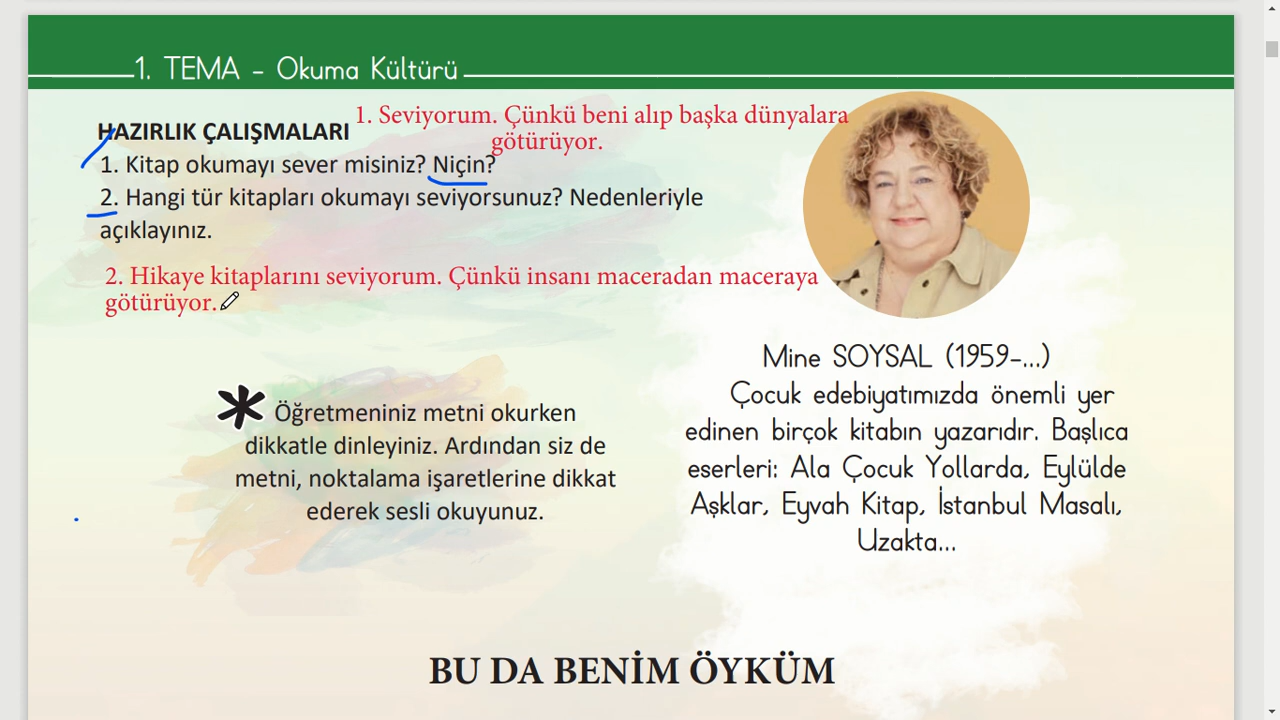 1. TEMA - Okuma Kültürü
HAZIRLIK ÇALIŞMALARI
1. Seviyorum. Çünkü beni alıp başka dünyalara
götürüyor.
1. Kitap okumayı sever misiniz? Niçin?
2. Hangi tür kitapları okumayı seviyorsunuz? Nedenleriyle
açıklayınız.
2. Hikaye kitaplarını seviyorum. Çünkü insanı maceradan maceraya
götürüyor.
* Öğretmeniniz metni okurken
dikkatle dinleyiniz. Ardından siz de
metni, noktalama işaretlerine dikkat
ederek sesli okuyunuz.
Mine SOYSAL (1959-...)
Çocuk edebiyatımızda önemli yer
edinen birçok kitabın yazarıdır. Başlıca
eserleri: Ala Çocuk Yollarda, Eylülde
Aşklar, Eyvah Kitap, İstanbul Masalı,
Uzakta...
BU DA BENİM ÖYKÜM